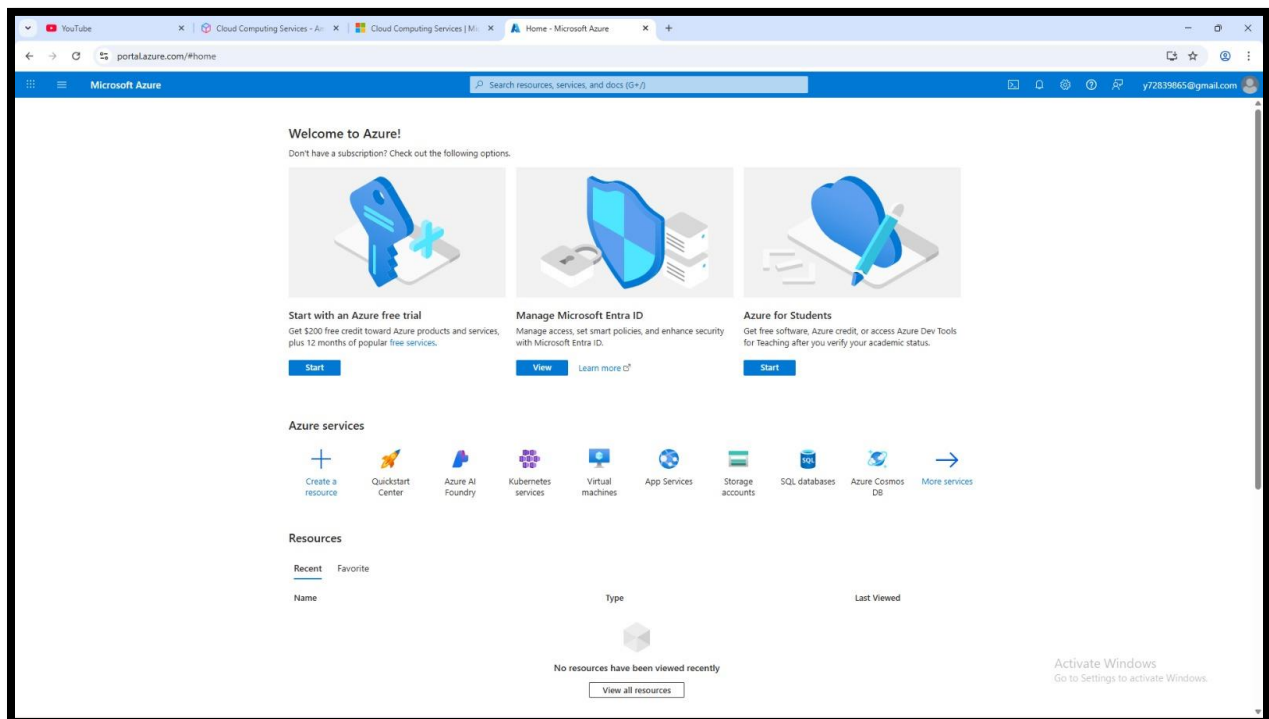 YouTube
Cloud Computing Services - A
Cloud Computing Services | Mi
Home - Microsoft Azure
portal.azure.com/#home
Microsoft Azure
Search resources, services, and docs (G+/)
y72839865@gmail.com
Welcome to Azure!
Don't have a subscription? Check out the following options.
Start with an Azure free trial
Get $200 free credit toward Azure products and services,
plus 12 months of popular free services.
Start
Manage Microsoft Entra ID
Manage access, set smart policies, and enhance security
with Microsoft Entra ID.
View Learn more
Azure for Students
Get free software, Azure credit, or access Azure Dev Tools
for Teaching after you verify your academic status.
Start
Azure services
Create a
resource
Quickstart
Center
Azure AI
Foundry
Kubernetes
services
Virtual
machines
App Services
Storage
accounts
SQL
SQL databases
Azure Cosmos
DB
More services
Resources
Recent Favorite
Name Type Last Viewed
No resources have been viewed recently
View all resources
Activate Windows
Go to Settings to activate Windows.